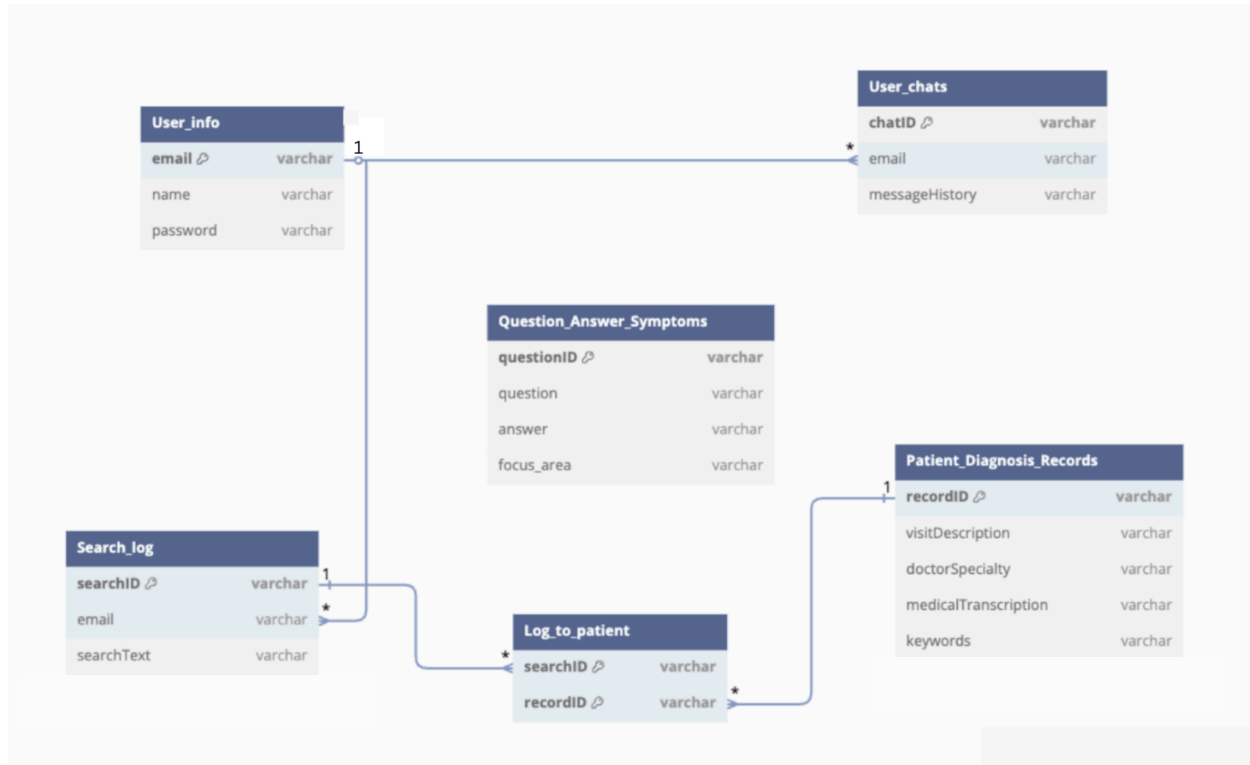 User_info
email varchar
name varchar
password varchar
1
*
User_chats
chatID varchar
email varchar
messageHistory varchar
Question_Answer_Symptoms
questionID varchar
question varchar
answer varchar
focus_area varchar
Patient_Diagnosis_Records
1
recordID varchar
visitDescription varchar
doctorSpecialty varchar
medicalTranscription varchar
keywords varchar
Search_log
searchID varchar
1
email varchar
*
searchText varchar
Log_to_patient
*
searchID varchar
recordID varchar
*